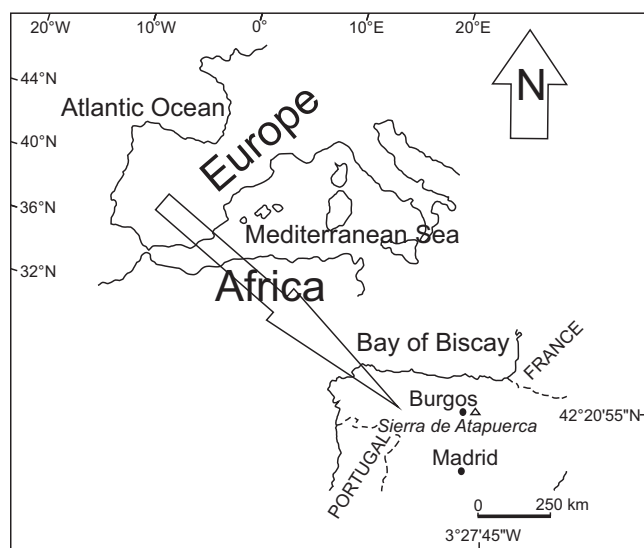 20°W 10°W 0° 10°E 20°E
N
44°N
Atlantic Ocean
40°N
Europe
36°N
Mediterranean Sea
32°N
Africa
Bay of Biscay
FRANCE
Burgos
42°20'55"N
Sierra de Atapuerca
PORTUGAL
Madrid
0 250 km
3°27'45"W